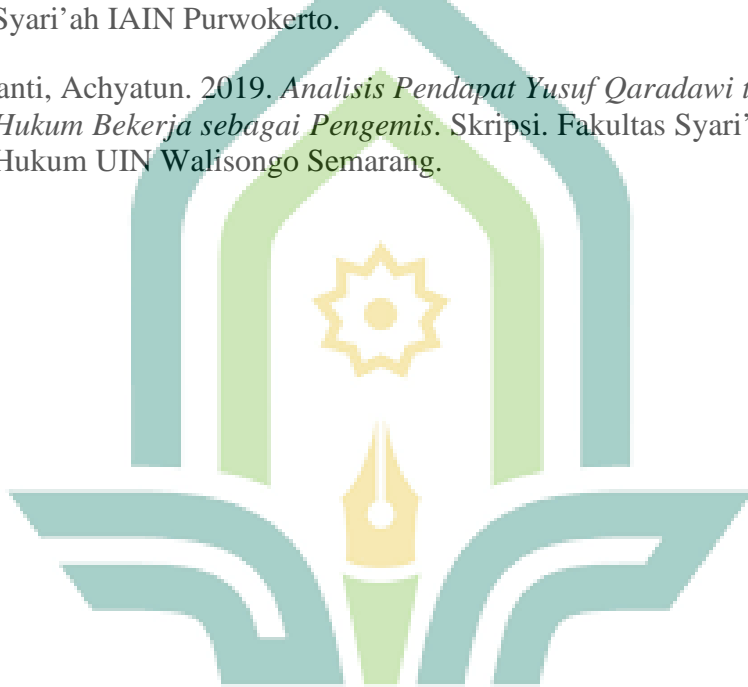 Syari’ah IAIN Purwokerto.
anti, Achyatun. 2019. Analisis Pendapat Yusuf Qaradawi t
Hukum Bekerja sebagai Pengemis. Skripsi. Fakultas Syari’
Hukum UIN Walisongo Semarang.